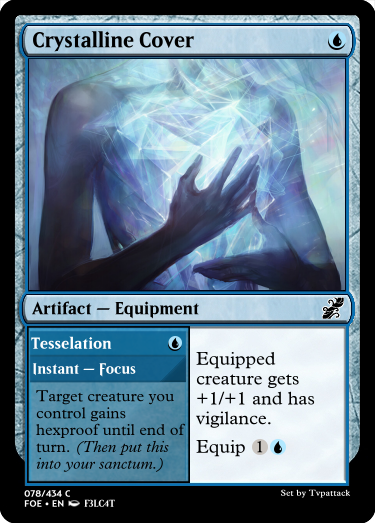 Crystalline Cover
Artifact — Equipment
Tesselation
Instant — Focus
Target creature you
control gains
hexproof until end of
turn. (Then put this
into your sanctum.)
Equipped
creature gets
+1/+1 and has
vigilance.
Equip 1
078/434 C
FOE • EN F3LC4T
Set by Tvpattack